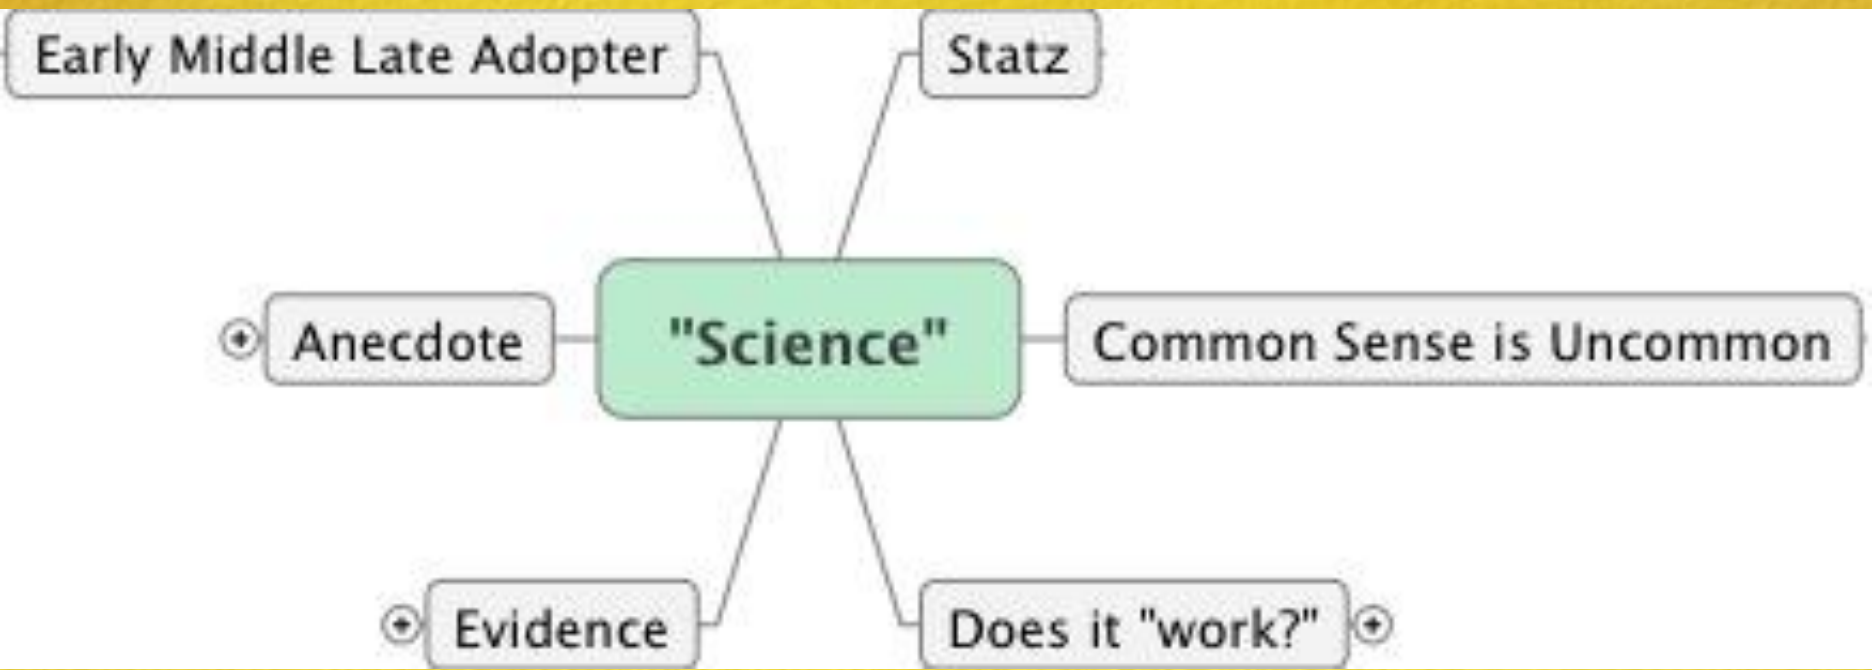 Early Middle Late Adopter
Statz
Anecdote
"Science"
Common Sense is Uncommon
Evidence
Does it "work?"